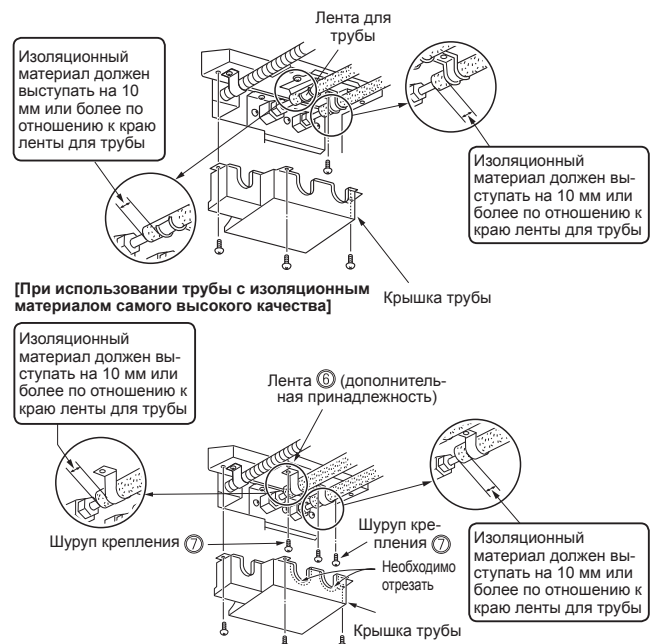 Лента для
трубы
Изоляционный
материал должен
выступать на 10
мм или более по
отношению к краю
ленты для трубы
Изоляционный
материал должен вы-
ступать на 10 мм или
более по отношению к
краю ленты для трубы
Крышка трубы
[При использовании трубы с изоляционным
материалом самого высокого качества]
Изоляционный
материал должен вы-
ступать на 10 мм или
более по отношению к
краю ленты для трубы
Лента ⑥ (дополнитель-
ная принадлежность)
Шуруп крепления ⑦
Шуруп кре-
пления ⑦
Необходимо
отрезать
Изоляционный
материал должен вы-
ступать на 10 мм или
более по отношению к
краю ленты для трубы
Крышка трубы